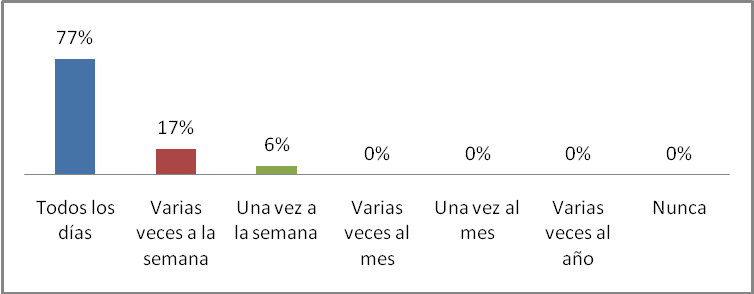 77%
17%
6%
0%
0%
0%
0%
Todos los
días
Varias
veces a la
semana
Una vez a
la semana
Varias
veces al
mes
Una vez al
mes
Varias
veces al
año
Nunca